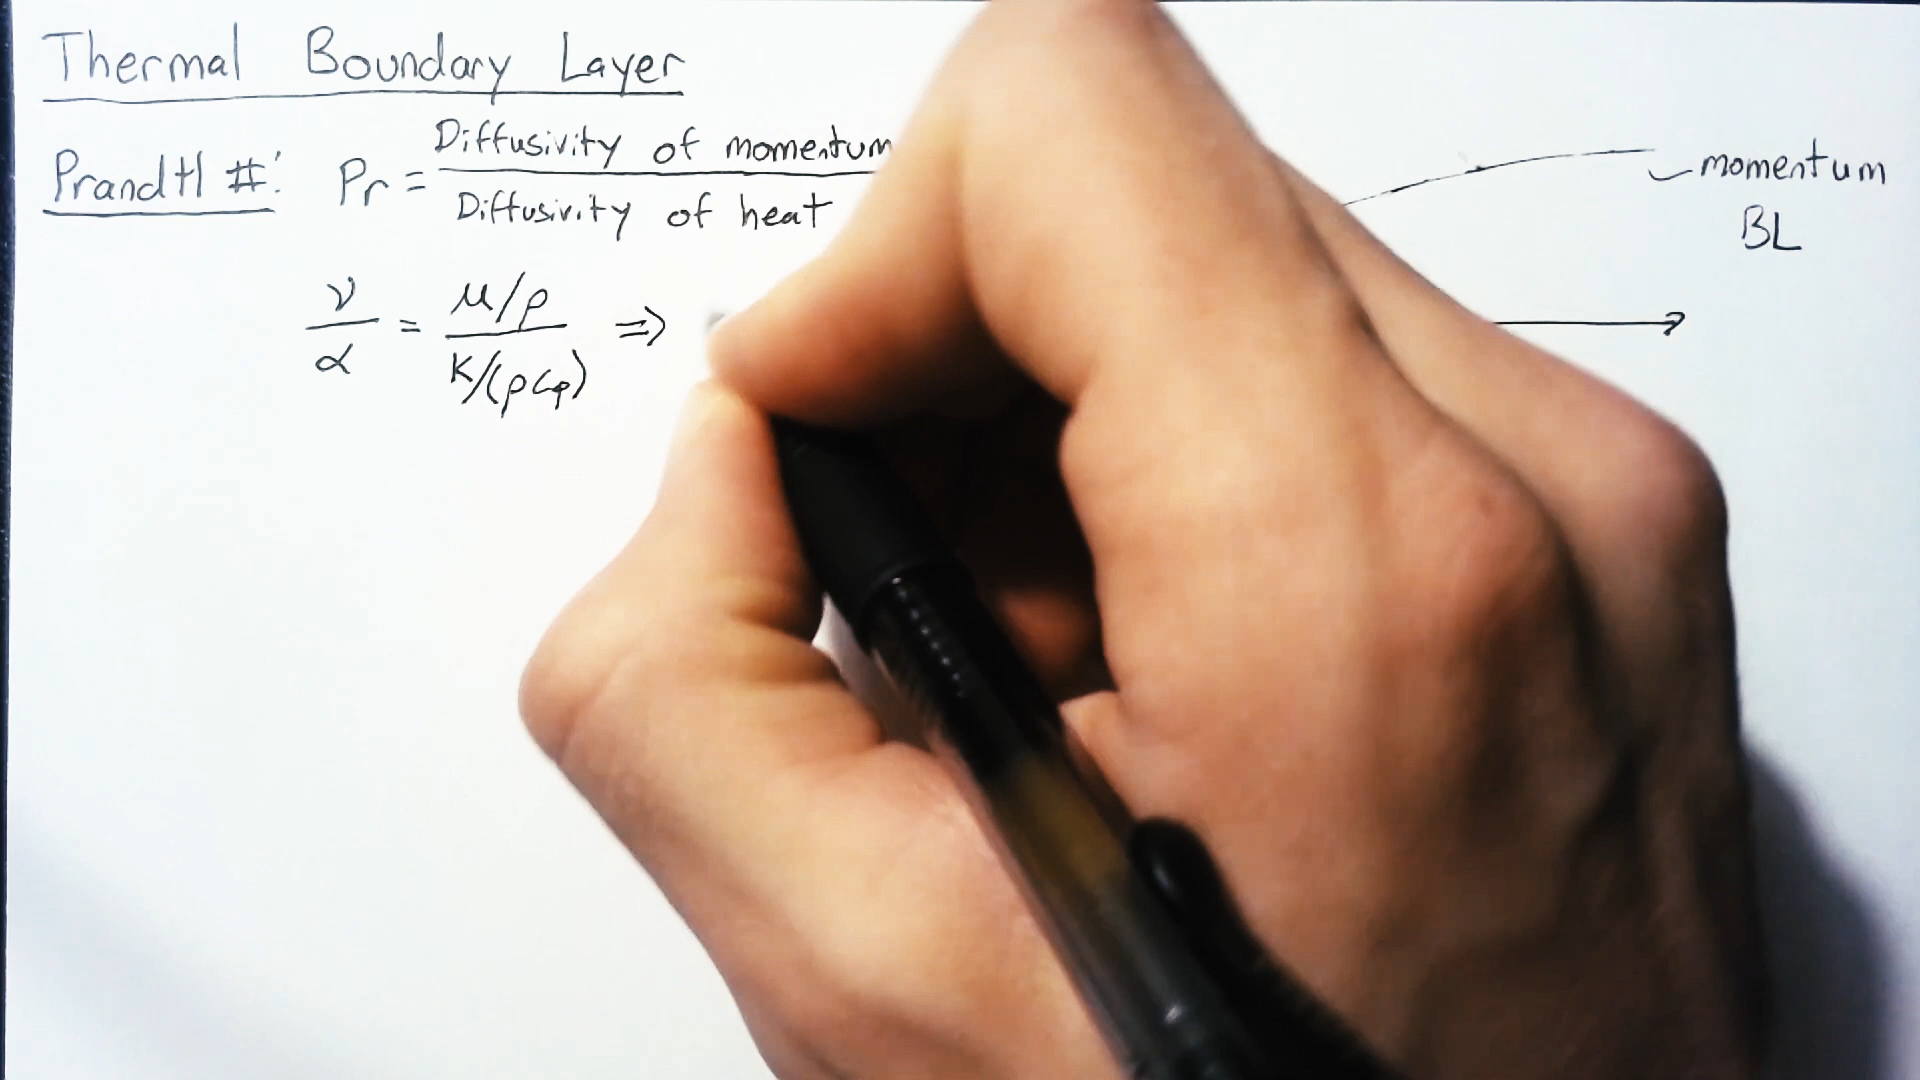 Thermal Boundary Layer
Prandtl #: Pr = Diffusivity of momentum / Diffusivity of heat
ν/α = μ/ρ / k/(ρCp) ⇒
momentum
BL